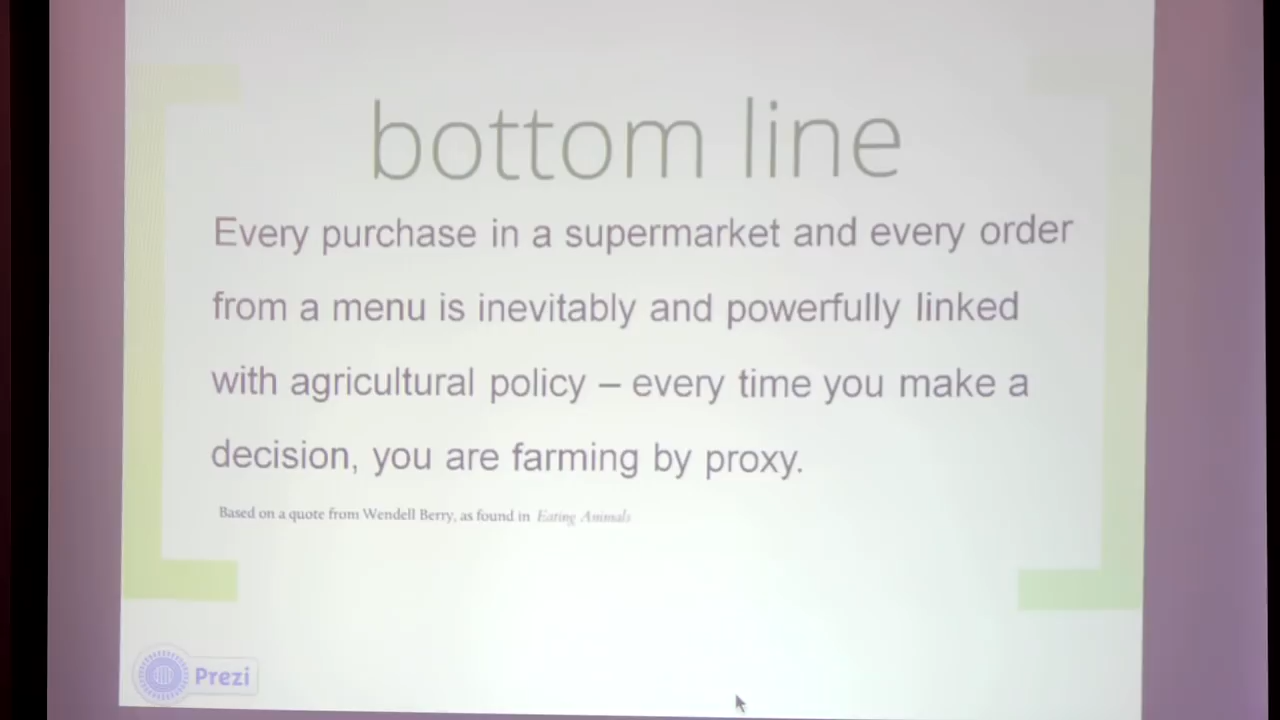 bottom line
Every purchase in a supermarket and every order
from a menu is inevitably and powerfully linked
with agricultural policy – every time you make a
decision, you are farming by proxy.
Based on a quote from Wendell Berry, as found in Eating Animals
Prezi